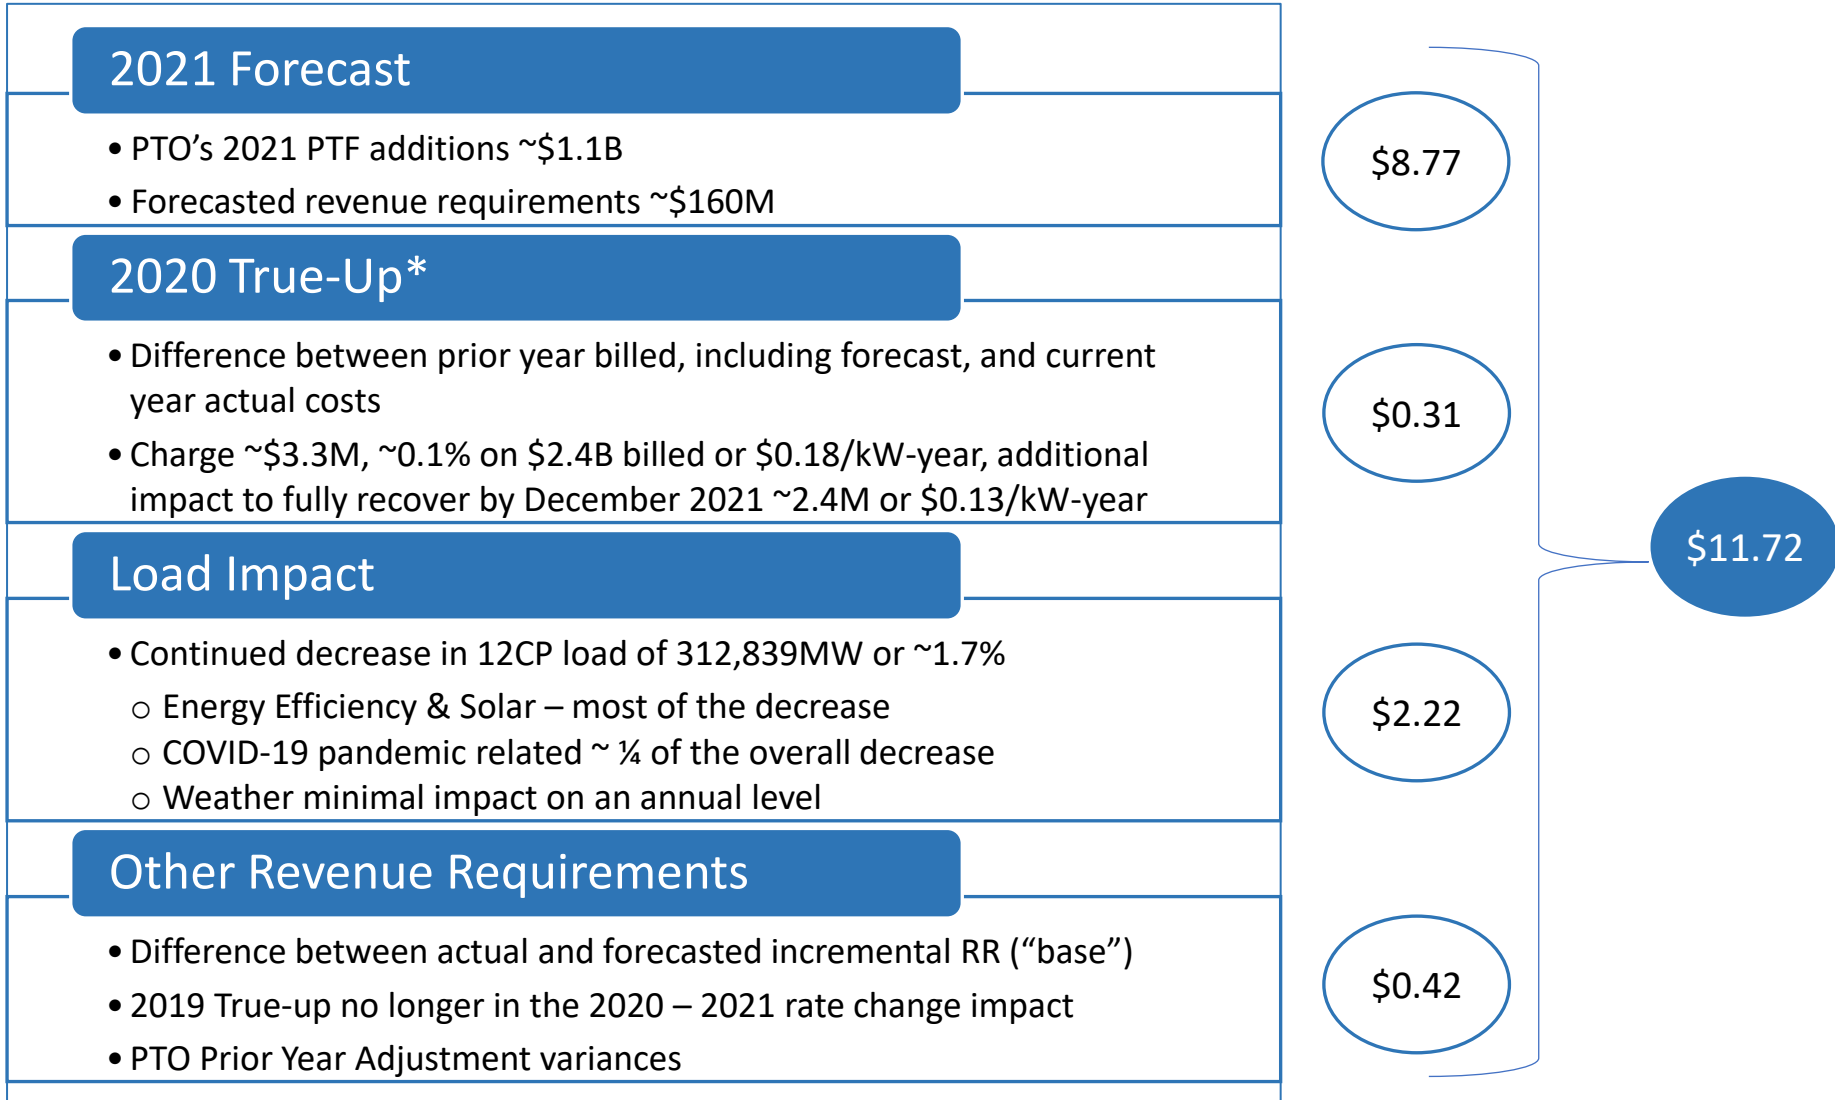 2021 Forecast
• PTO’s 2021 PTF additions ~$1.1B
• Forecasted revenue requirements ~$160M
$8.77
2020 True-Up*
• Difference between prior year billed, including forecast, and current
year actual costs
• Charge ~$3.3M, ~0.1% on $2.4B billed or $0.18/kW-year, additional
impact to fully recover by December 2021 ~2.4M or $0.13/kW-year
$0.31
Load Impact
• Continued decrease in 12CP load of 312,839MW or ~1.7%
o Energy Efficiency & Solar – most of the decrease
o COVID-19 pandemic related ~ ¼ of the overall decrease
o Weather minimal impact on an annual level
$2.22
Other Revenue Requirements
• Difference between actual and forecasted incremental RR (“base”)
• 2019 True-up no longer in the 2020 – 2021 rate change impact
• PTO Prior Year Adjustment variances
$0.42
$11.72